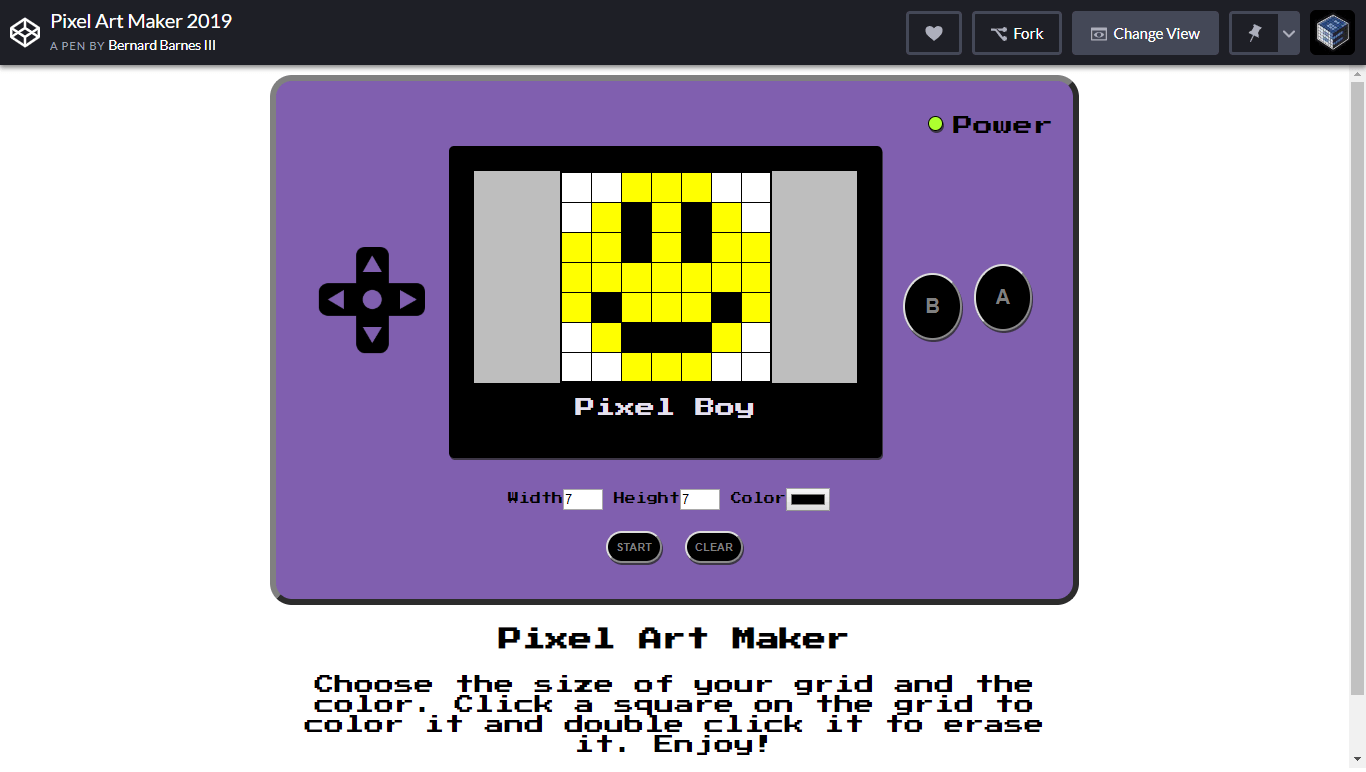 Pixel Art Maker 2019
A PEN BY Bernard Barnes III
Fork
Change View
Power
B
A
Pixel Boy
Width 7 Height 7 Color
START CLEAR
Pixel Art Maker
Choose the size of your grid and the
color. Click a square on the grid to
color it and double click it to erase
it. Enjoy!